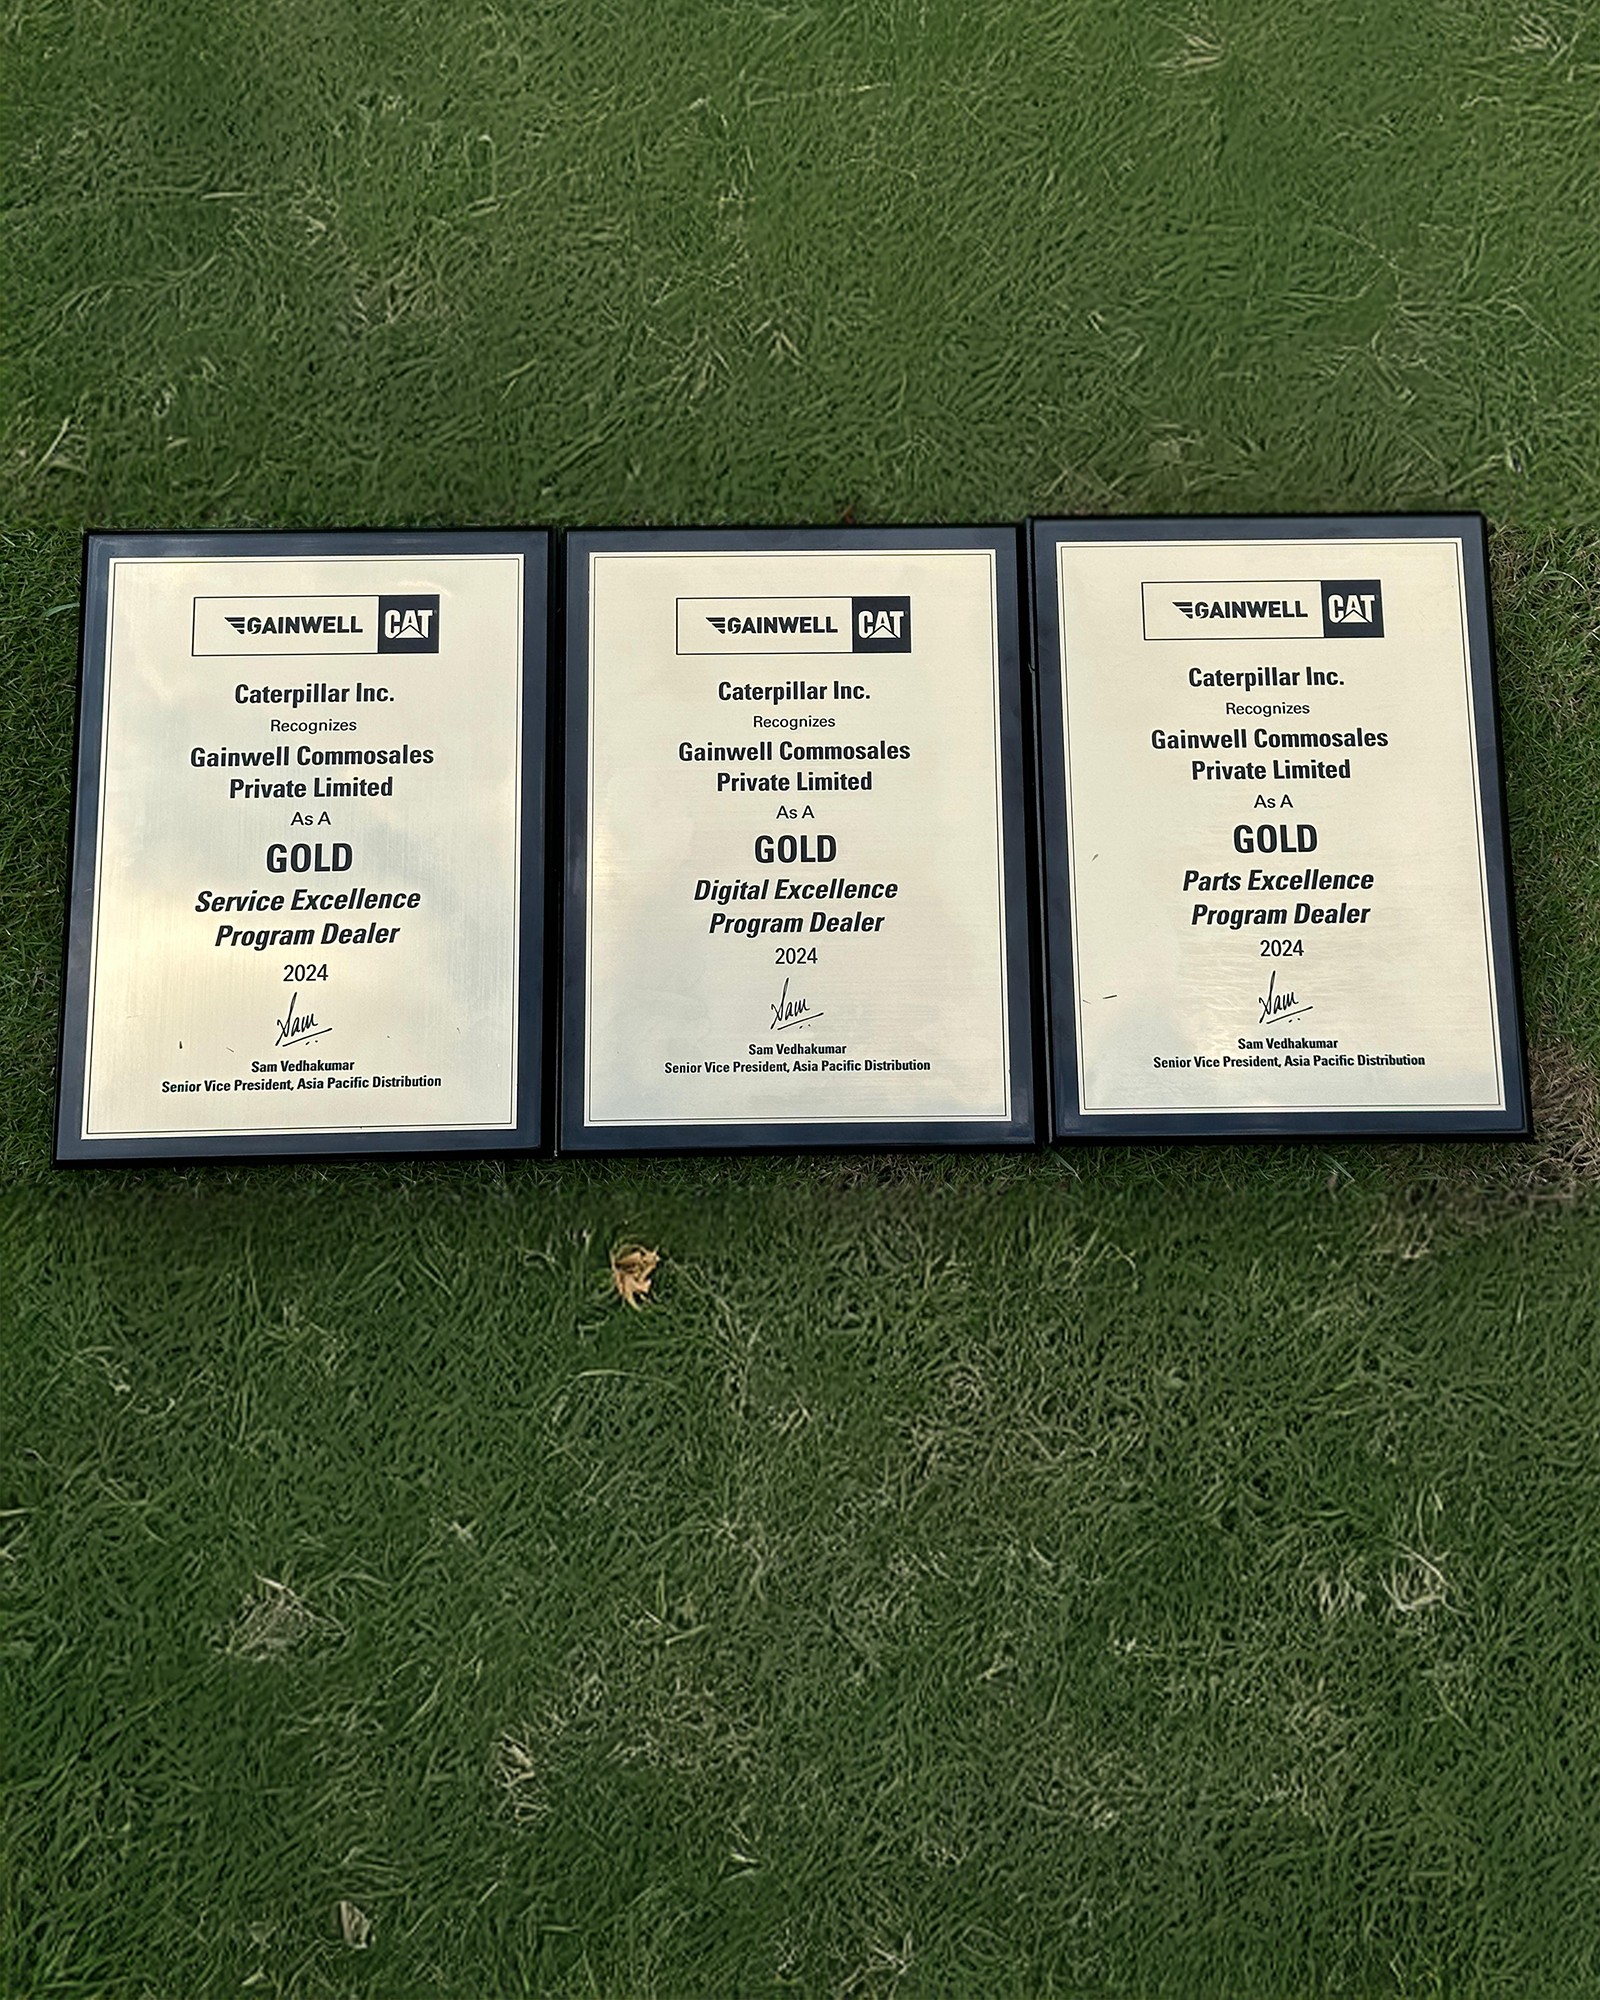 GAINWELL CAT
Caterpillar Inc.
Recognizes
Gainwell Commosales
Private Limited
As A
GOLD
Service Excellence
Program Dealer
2024
Sam
Sam Vedhakumar
Senior Vice President, Asia Pacific Distribution
GAINWELL CAT
Caterpillar Inc.
Recognizes
Gainwell Commosales
Private Limited
As A
GOLD
Digital Excellence
Program Dealer
2024
Sam
Sam Vedhakumar
Senior Vice President, Asia Pacific Distribution
GAINWELL CAT
Caterpillar Inc.
Recognizes
Gainwell Commosales
Private Limited
As A
GOLD
Parts Excellence
Program Dealer
2024
Sam
Sam Vedhakumar
Senior Vice President, Asia Pacific Distribution